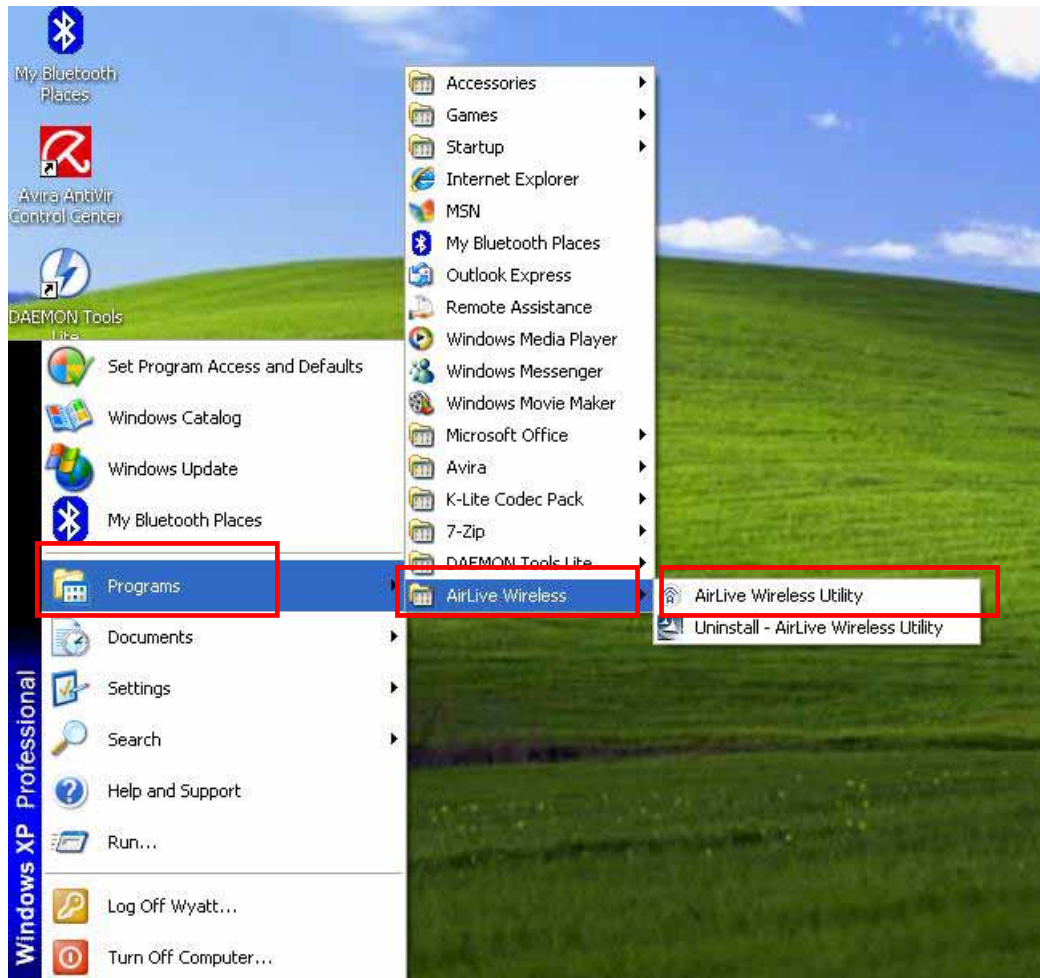 My Bluetooth
Places
Avira AntiVir
Control Center
DAEMON Tools
Lite
Set Program Access and Defaults
Windows Catalog
Windows Update
My Bluetooth Places
Programs
Documents
Settings
Search
Help and Support
Run...
Log Off Wyatt...
Turn Off Computer...
Windows XP Professional
Accessories
Games
Startup
Internet Explorer
MSN
My Bluetooth Places
Outlook Express
Remote Assistance
Windows Media Player
Windows Messenger
Windows Movie Maker
Microsoft Office
Avira
K-Lite Codec Pack
7-Zip
DAEMON Tools Lite
AirLive Wireless
AirLive Wireless Utility
Uninstall - AirLive Wireless Utility